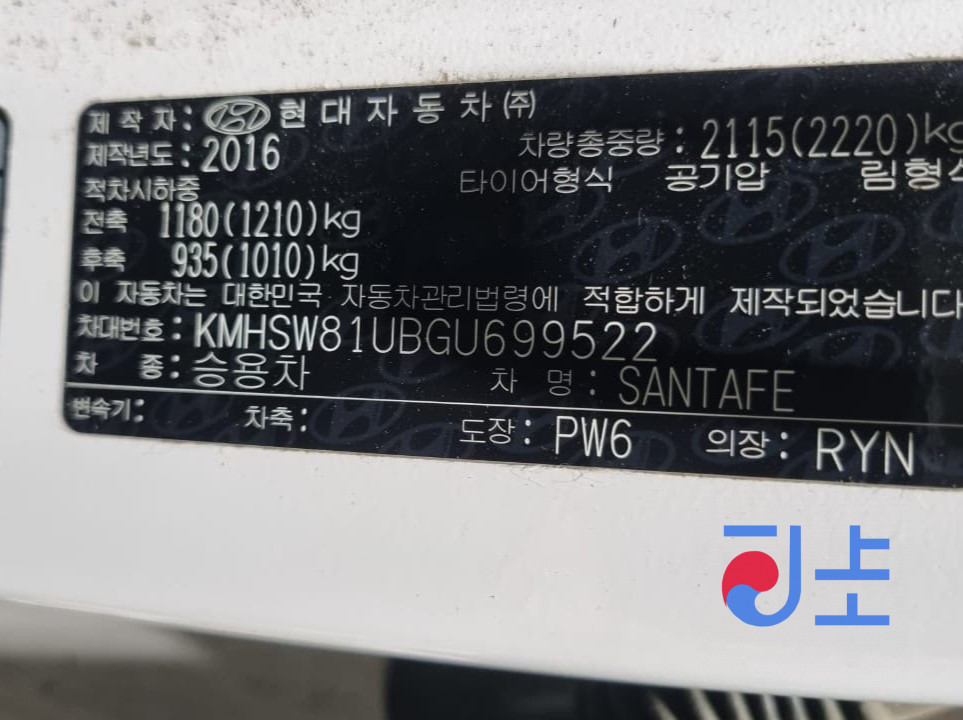 제작자: HYUNDAI 현대자동차(주)
제작년도: 2016
차량총중량: 2115(2220)kg
적차시하중 타이어형식 공기압 림형식
전축 1180(1210)kg
후축 935(1010)kg
이 자동차는 대한민국 자동차관리법령에 적합하게 제작되었습니다
차대번호: KMHSW81UBGU699522
차 종: 승용차 차 명: SANTAFE
변속기: 차축: 도장: PW6 의장: RYN